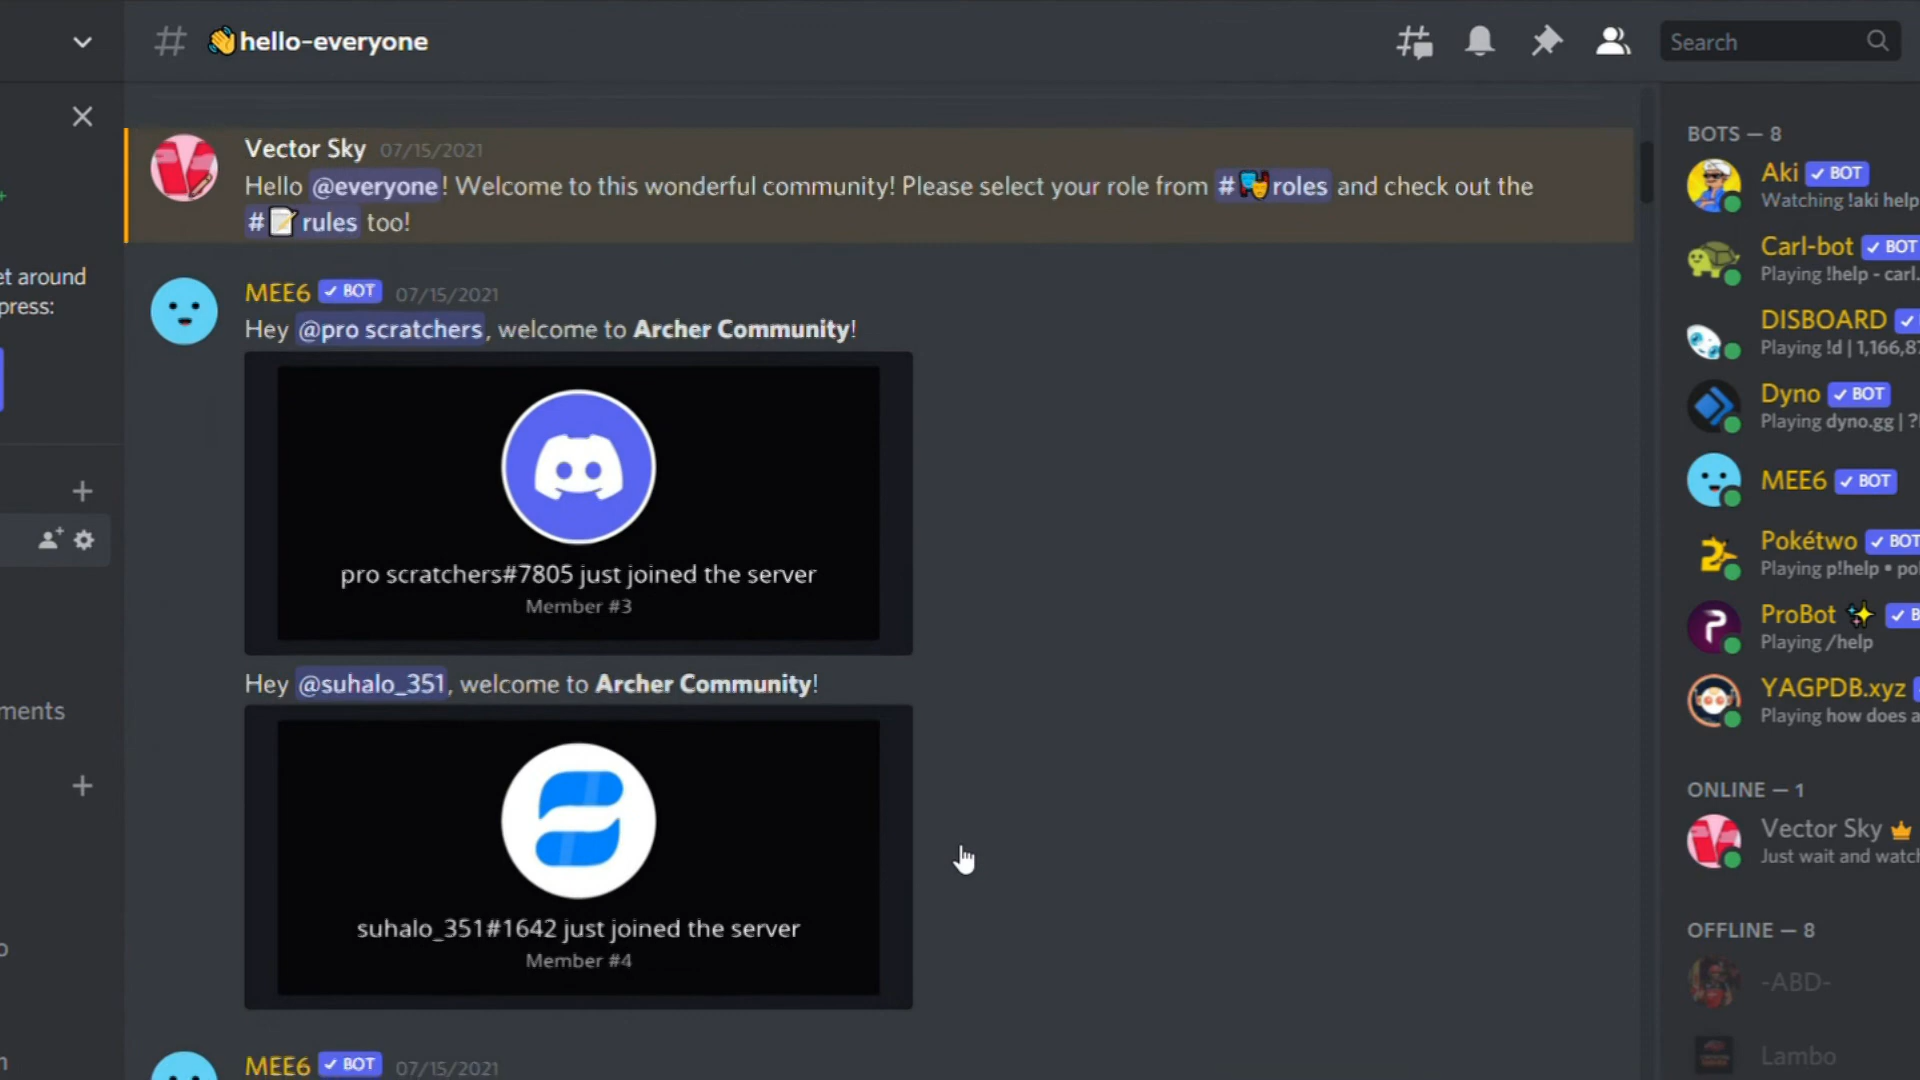 👋hello-everyone
Search
et around
press:
ments
Vector Sky 07/15/2021
Hello @everyone! Welcome to this wonderful community! Please select your role from #🎭roles and check out the
#📝rules too!
MEE6 ✓ BOT 07/15/2021
Hey @pro scratchers, welcome to Archer Community!
pro scratchers#7805 just joined the server
Member #3
Hey @suhalo_351, welcome to Archer Community!
suhalo_351#1642 just joined the server
Member #4
MEE6 ✓ BOT 07/15/2021
BOTS — 8
Aki ✓ BOT
Watching !aki help
Carl-bot ✓ BOT
Playing !help - carl.
DISBOARD ✓
Playing !d | 1,166,8
Dyno ✓ BOT
Playing dyno.gg | ?
MEE6 ✓ BOT
Pokétwo ✓ BOT
Playing p!help • po
ProBot ✨ ✓ B
Playing /help
YAGPDB.xyz
Playing how does a
ONLINE — 1
Vector Sky
Just wait and watch
OFFLINE — 8
-ABD-
Lambo